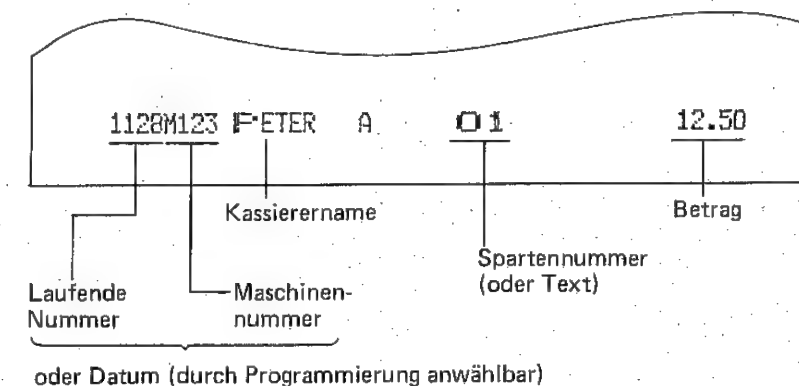 1128M123 PETER A 01 12.50
Kassierername
Betrag
Spartennummer
(oder Text)
Laufende
Nummer
Maschinen-
nummer
oder Datum (durch Programmierung anwählbar)